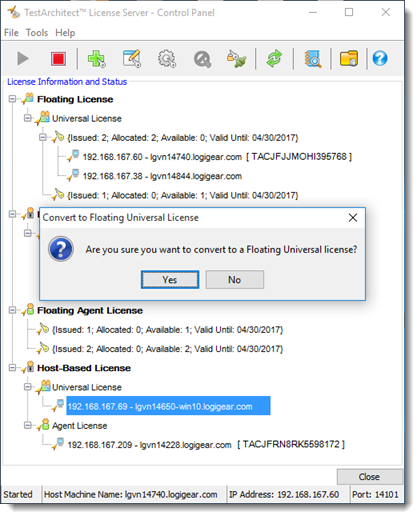 TestArchitect™ License Server - Control Panel
File Tools Help
License Information and Status
Floating License
Universal License
{Issued: 2; Allocated: 2; Available: 0; Valid Until: 04/30/2017}
192.168.167.60 - lgvn14740.logigear.com [ TACJFJJMOHI395768 ]
192.168.167.38 - lgvn14844.logigear.com
{Issued: 1; Allocated: 0; Available: 1; Valid Until: 04/30/2017}
Convert to Floating Universal License
Are you sure you want to convert to a Floating Universal license?
Yes No
Floating Agent License
{Issued: 1; Allocated: 0; Available: 1; Valid Until: 04/30/2017}
{Issued: 2; Allocated: 0; Available: 2; Valid Until: 04/30/2017}
Host-Based License
Universal License
192.168.167.69 - lgvn14650-win10.logigear.com
Agent License
192.168.167.209 - lgvn14228.logigear.com [ TACJFRN8RK5598172 ]
Close
Started Host Machine Name: lgvn14740.logigear.com IP Address: 192.168.167.60 Port: 14101